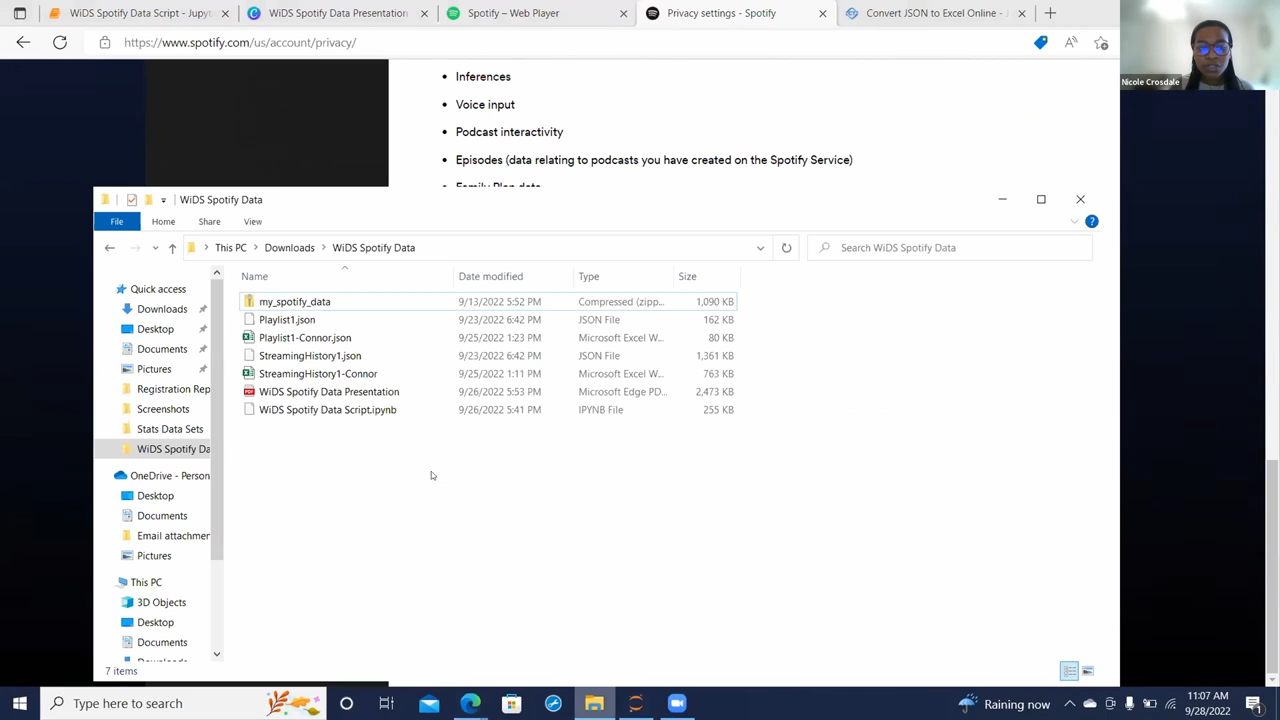 WiDS Spotify Data Script - Jupyt
WiDS Spotify Data Presentation
Spotify – Web Player
Privacy settings - Spotify
Convert JSON to Excel Online -
https://www.spotify.com/us/account/privacy/
Nicole Crosdale
• Inferences
• Voice input
• Podcast interactivity
• Episodes (data relating to podcasts you have created on the Spotify Service)
• Family Plan data
WiDS Spotify Data
File Home Share View
This PC > Downloads > WiDS Spotify Data
Search WiDS Spotify Data
Name Date modified Type Size
my_spotify_data 9/13/2022 5:52 PM Compressed (zipp... 1,090 KB
Playlist1.json 9/23/2022 6:42 PM JSON File 162 KB
Playlist1-Connor.json 9/25/2022 1:23 PM Microsoft Excel W... 80 KB
StreamingHistory1.json 9/23/2022 6:42 PM JSON File 1,361 KB
StreamingHistory1-Connor 9/25/2022 1:11 PM Microsoft Excel W... 763 KB
WiDS Spotify Data Presentation 9/26/2022 5:53 PM Microsoft Edge PD... 2,473 KB
WiDS Spotify Data Script.ipynb 9/26/2022 5:41 PM IPYNB File 255 KB
Quick access
Downloads
Desktop
Documents
Pictures
Registration Rep
Screenshots
Stats Data Sets
WiDS Spotify Da
OneDrive - Person
Desktop
Documents
Email attachmen
Pictures
This PC
3D Objects
Desktop
Documents
Downloads
7 items
Type here to search
Raining now
11:07 AM
9/28/2022
1